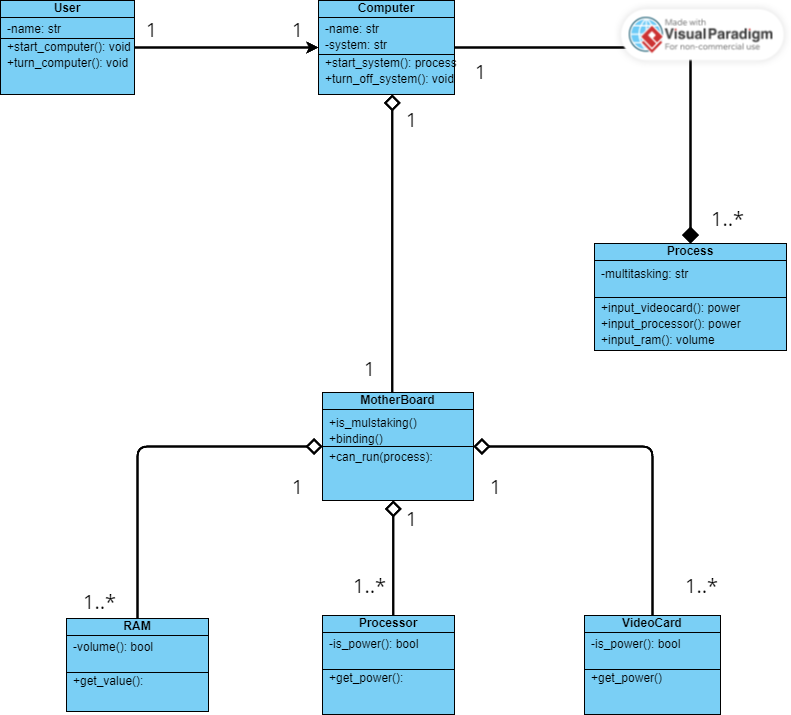 User
-name: str
+start_computer(): void
+turn_computer(): void
1
1
Computer
-name: str
-system: str
+start_system(): process
+turn_off_system(): void
1
Made with
Visual Paradigm
For non-commercial use
1
1..*
Process
-multitasking: str
+input_videocard(): power
+input_processor(): power
+input_ram(): volume
1
MotherBoard
+is_mulstaking()
+binding()
+can_run(process):
1
1
1
1..*
1..*
1..*
RAM
-volume(): bool
+get_value():
Processor
-is_power(): bool
+get_power():
VideoCard
-is_power(): bool
+get_power()